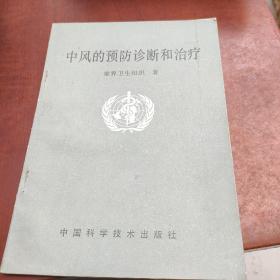 中风的预防诊断和治疗
世界卫生组织 著
中国科学技术出版社